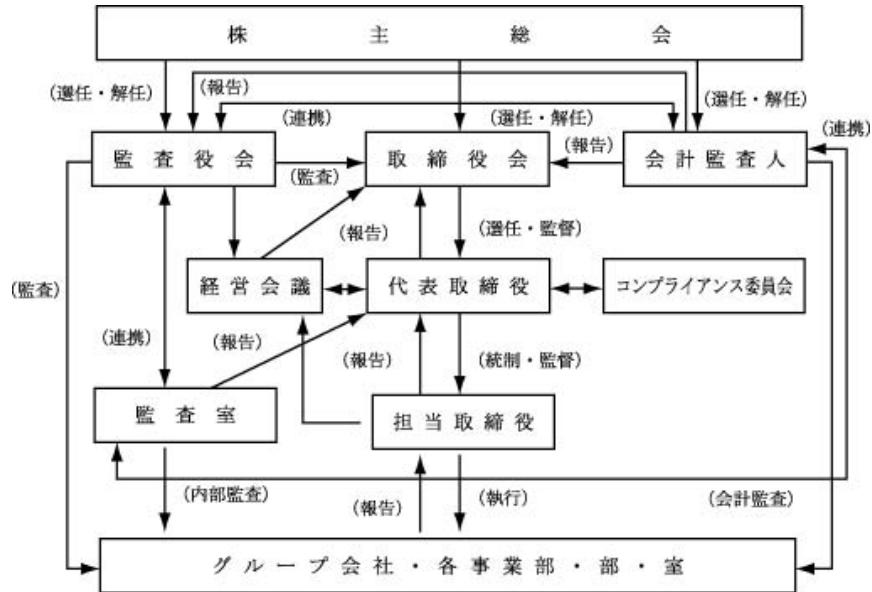 株主総会
(選任・解任)
(報告)
(連携)
(選任・解任)
(選任・解任)
(連携)
監査役会
(監査)
取締役会
(報告)
会計監査人
(報告)
(選任・監督)
(監査)
経営会議
代表取締役
コンプライアンス委員会
(連携)
(報告)
(報告)
(統制・監督)
監査室
担当取締役
(内部監査)
(報告)
(執行)
(会計監査)
グループ会社・各事業部・部・室